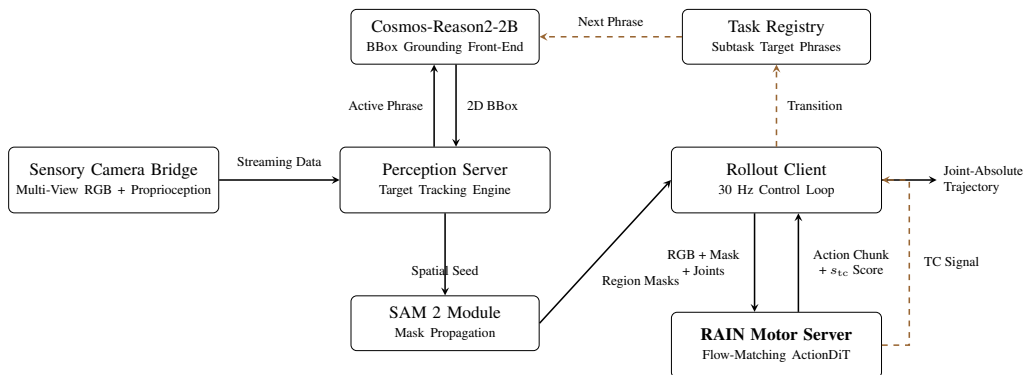 Cosmos-Reason2-2B
BBox Grounding Front-End
Next Phrase
Task Registry
Subtask Target Phrases
Active Phrase
2D BBox
Transition
Sensory Camera Bridge
Multi-View RGB + Proprioception
Streaming Data
Perception Server
Target Tracking Engine
Rollout Client
30 Hz Control Loop
Joint-Absolute
Trajectory
Spatial Seed
Region Masks
RGB + Mask
+ Joints
Action Chunk
+ s_tc Score
TC Signal
SAM 2 Module
Mask Propagation
RAIN Motor Server
Flow-Matching ActionDiT